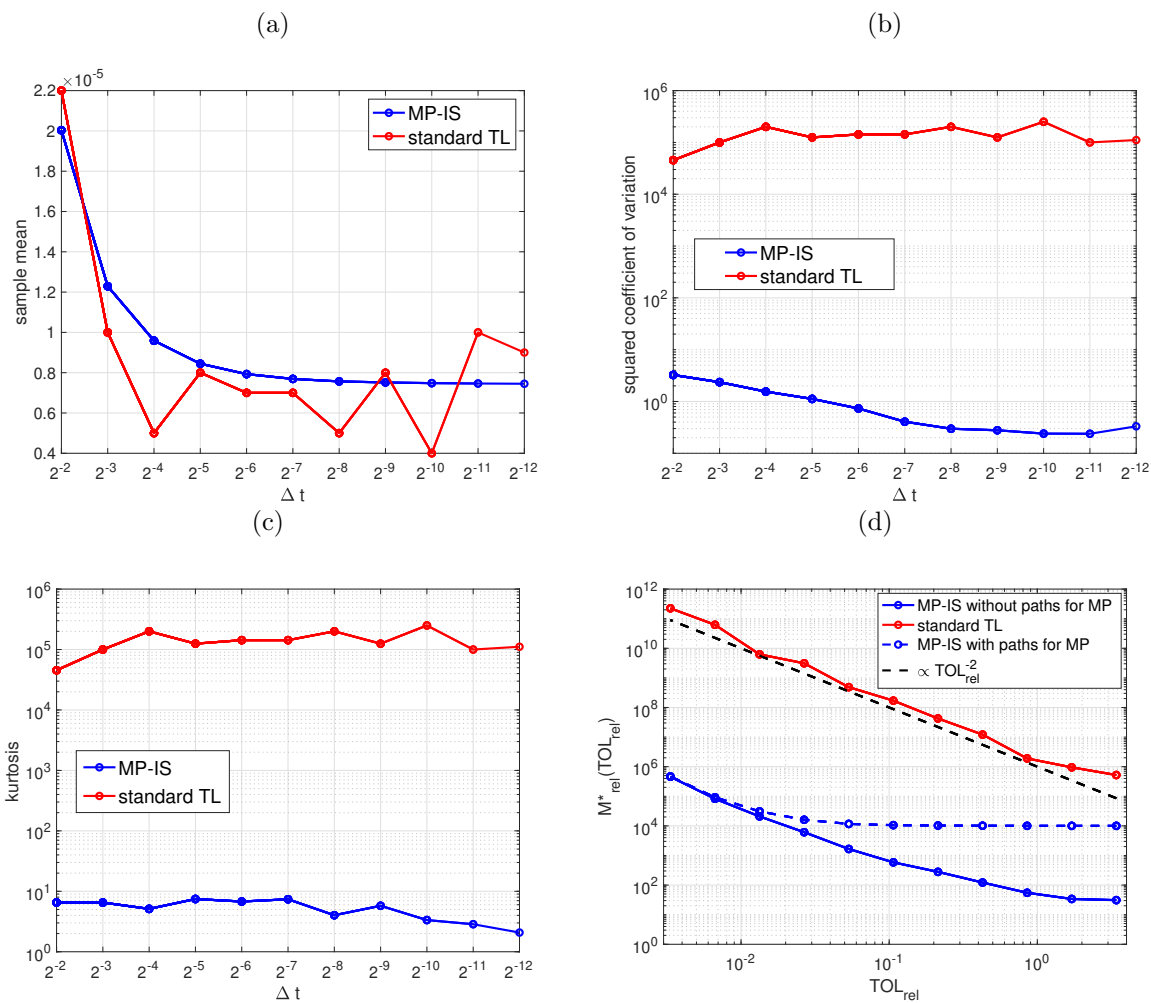 (a)
×10⁻⁵
2.2
2
1.8
1.6
1.4
1.2
1
0.8
0.6
0.4
sample mean
MP-IS
standard TL
2⁻² 2⁻³ 2⁻⁴ 2⁻⁵ 2⁻⁶ 2⁻⁷ 2⁻⁸ 2⁻⁹ 2⁻¹⁰ 2⁻¹¹ 2⁻¹²
Δ t
(b)
10⁶
10⁴
10²
10⁰
squared coefficient of variation
MP-IS
standard TL
2⁻² 2⁻³ 2⁻⁴ 2⁻⁵ 2⁻⁶ 2⁻⁷ 2⁻⁸ 2⁻⁹ 2⁻¹⁰ 2⁻¹¹ 2⁻¹²
Δ t
(c)
10⁶
10⁵
10⁴
10³
10²
10¹
10⁰
kurtosis
MP-IS
standard TL
2⁻² 2⁻³ 2⁻⁴ 2⁻⁵ 2⁻⁶ 2⁻⁷ 2⁻⁸ 2⁻⁹ 2⁻¹⁰ 2⁻¹¹ 2⁻¹²
Δ t
(d)
10¹²
10¹⁰
10⁸
10⁶
10⁴
10²
10⁰
M*_rel(TOL_rel)
MP-IS without paths for MP
standard TL
MP-IS with paths for MP
∝ TOL_rel⁻²
10⁻² 10⁻¹ 10⁰
TOL_rel